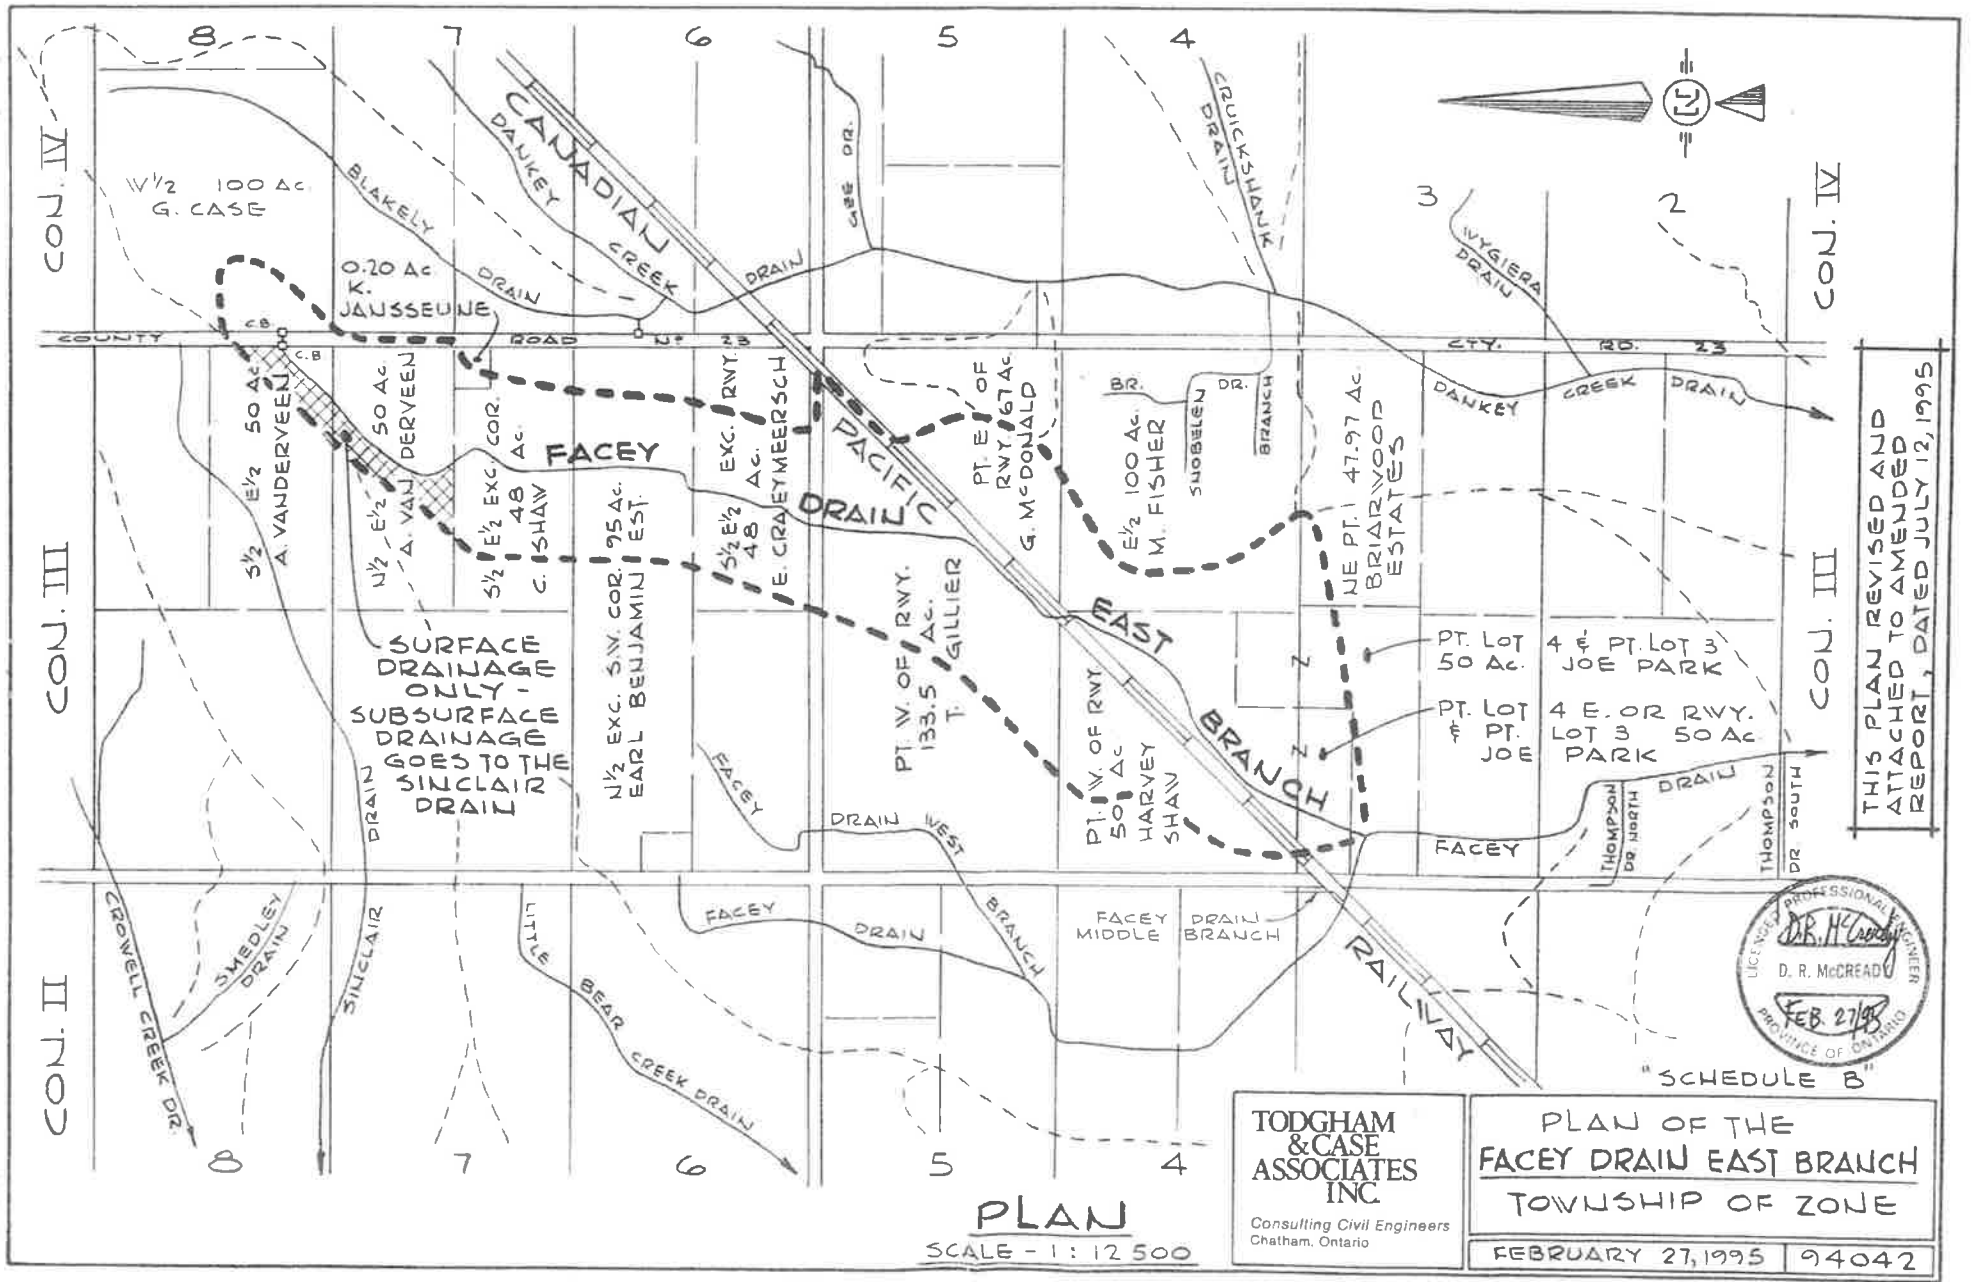 8
7
6
5
4
3
2
CON. IV
CON. IV
W½ 100 Ac.
G. CASE
BLAKELY
DRAIN
DANKEY
CREEK
DRAIN
CANADIAN
PACIFIC
RAILWAY
GEE DR.
CRUICKSHANK
DRAIN
WYGIERA
DRAIN
0.20 Ac.
K.
JANSSEUNE
C.B.
C.B
COUNTY
ROAD
Nº 23
CTY. RD. 23
DANKEY
CREEK
DRAIN
CON. III
CON. III
S½ E½ 50 Ac.
A. VANDERVEEN
N½ E½ 50 Ac.
A. VAN DERVEEN
S½ E½ EXC. COR.
48 Ac.
C. SHAW
FACEY
DRAIN
EAST
BRANCH
N½ EXC. S.W. COR. 95 Ac.
EARL BENJAMIN EST.
S½ E½ EXC. RWY.
48 Ac.
E. CRAEYMEERSCH
PT. E. OF
RWY. 67 Ac.
G. McDONALD
BR.
DR.
SNOBELEN
BRANCH
E½ 100 Ac.
M. FISHER
NE PT. 1 47.97 Ac.
BRIARWOOD
ESTATES
PT. W. OF RWY.
133.5 Ac.
T. GILLIER
PT. W. OF RWY
50 Ac
HARVEY
SHAW
PT. LOT 4 & PT. LOT 3
50 Ac. JOE PARK
PT. LOT 4 E. OR RWY.
& PT. LOT 3 50 Ac
JOE PARK
SURFACE
DRAINAGE
ONLY -
SUBSURFACE
DRAINAGE
GOES TO THE
SINCLAIR
DRAIN
FACEY
DRAIN
WEST
BRANCH
FACEY
DRAIN
THOMPSON
DR. NORTH
THOMPSON
DR. SOUTH
FACEY
DRAIN
FACEY DRAIN
MIDDLE BRANCH
CON. II
CROWELL CREEK DR.
SMEDLEY
DRAIN
SINCLAIR
DRAIN
LITTLE
BEAR
CREEK DRAIN
8
7
6
5
4
THIS PLAN REVISED AND
ATTACHED TO AMENDED
REPORT, DATED JULY 12, 1995
LICENSED PROFESSIONAL ENGINEER
D.R. McCready
D. R. McCREADY
FEB. 27/95
PROVINCE OF ONTARIO
"SCHEDULE B"
PLAN
SCALE - 1 : 12 500
TODGHAM
& CASE
ASSOCIATES
INC.
Consulting Civil Engineers
Chatham, Ontario
PLAN OF THE
FACEY DRAIN EAST BRANCH
TOWNSHIP OF ZONE
FEBRUARY 27, 1995
94042